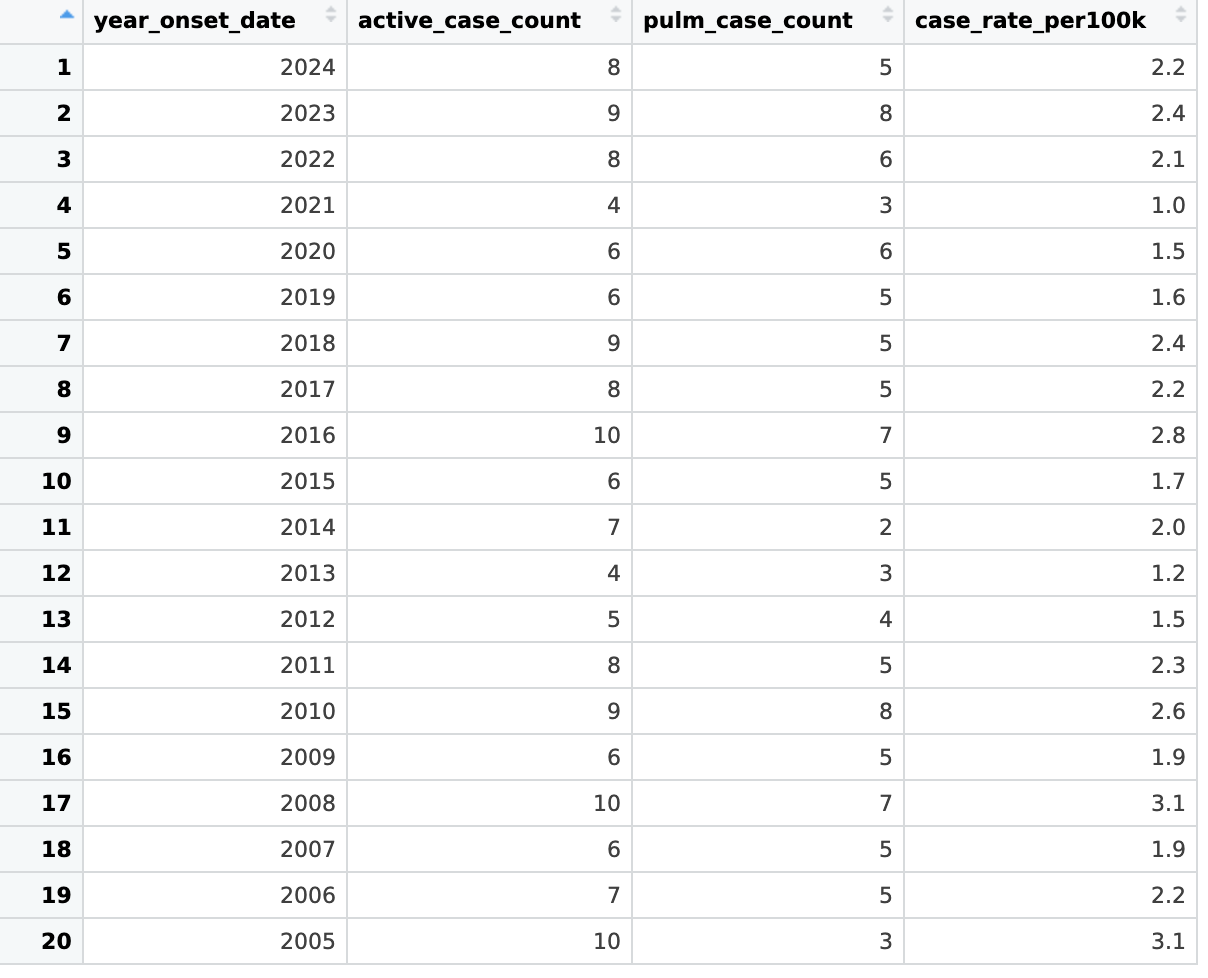 year_onset_date active_case_count pulm_case_count case_rate_per100k
1 2024 8 5 2.2
2 2023 9 8 2.4
3 2022 8 6 2.1
4 2021 4 3 1.0
5 2020 6 6 1.5
6 2019 6 5 1.6
7 2018 9 5 2.4
8 2017 8 5 2.2
9 2016 10 7 2.8
10 2015 6 5 1.7
11 2014 7 2 2.0
12 2013 4 3 1.2
13 2012 5 4 1.5
14 2011 8 5 2.3
15 2010 9 8 2.6
16 2009 6 5 1.9
17 2008 10 7 3.1
18 2007 6 5 1.9
19 2006 7 5 2.2
20 2005 10 3 3.1